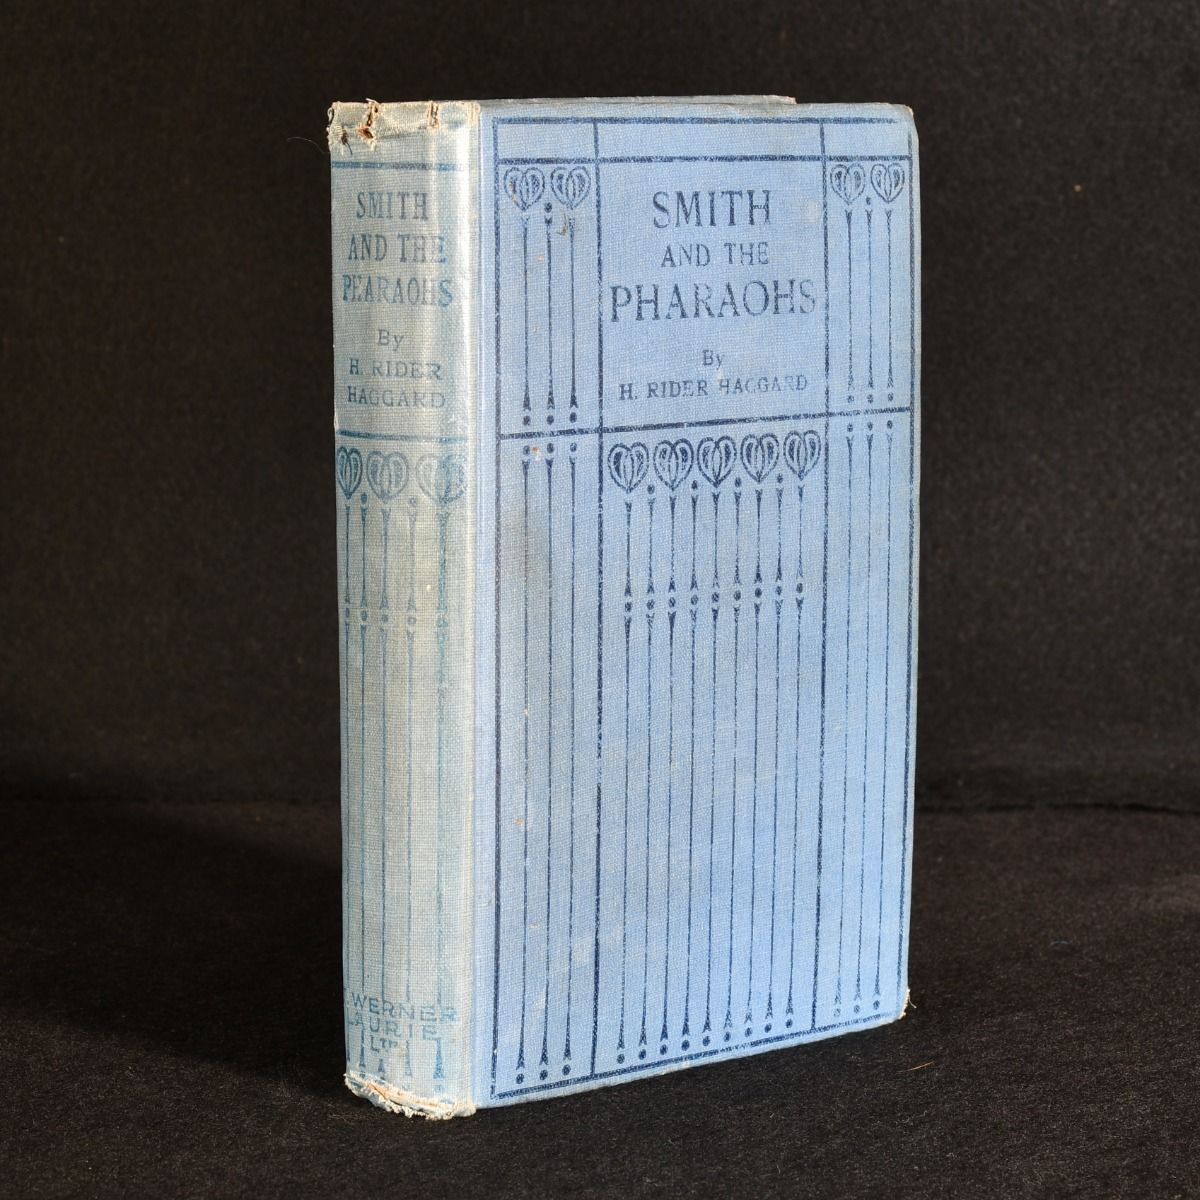 SMITH
AND THE
PHARAOHS
By
H. RIDER
HAGGARD
WERNER
LAURIE
LTD
SMITH
AND THE
PHARAOHS
By
H. RIDER HAGGARD